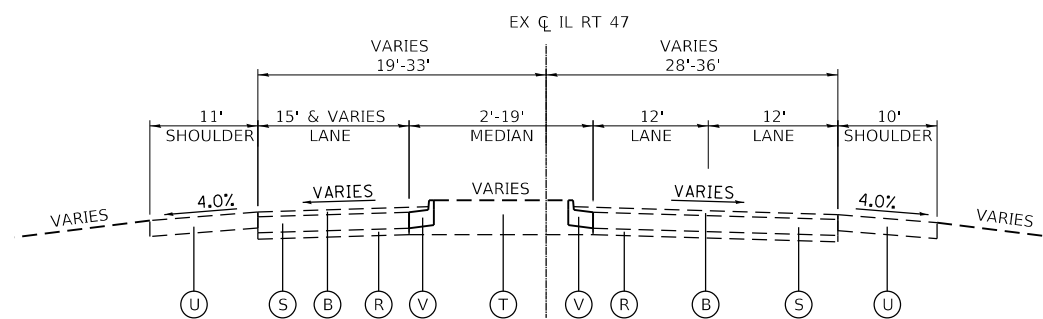 EX ℄ IL RT 47
VARIES
19'-33'
VARIES
28'-36'
11'
SHOULDER
15' & VARIES
LANE
2'-19'
MEDIAN
12'
LANE
12'
LANE
10'
SHOULDER
VARIES
4.0%
VARIES
VARIES
VARIES
4.0%
VARIES
U
S
B
R
V
T
V
R
B
S
U